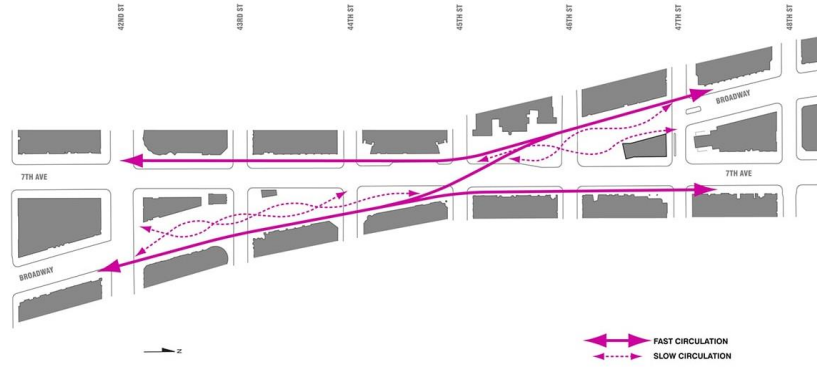 42ND ST
43RD ST
44TH ST
45TH ST
46TH ST
47TH ST
48TH ST
BROADWAY
7TH AVE
7TH AVE
BROADWAY
N
FAST CIRCULATION
SLOW CIRCULATION